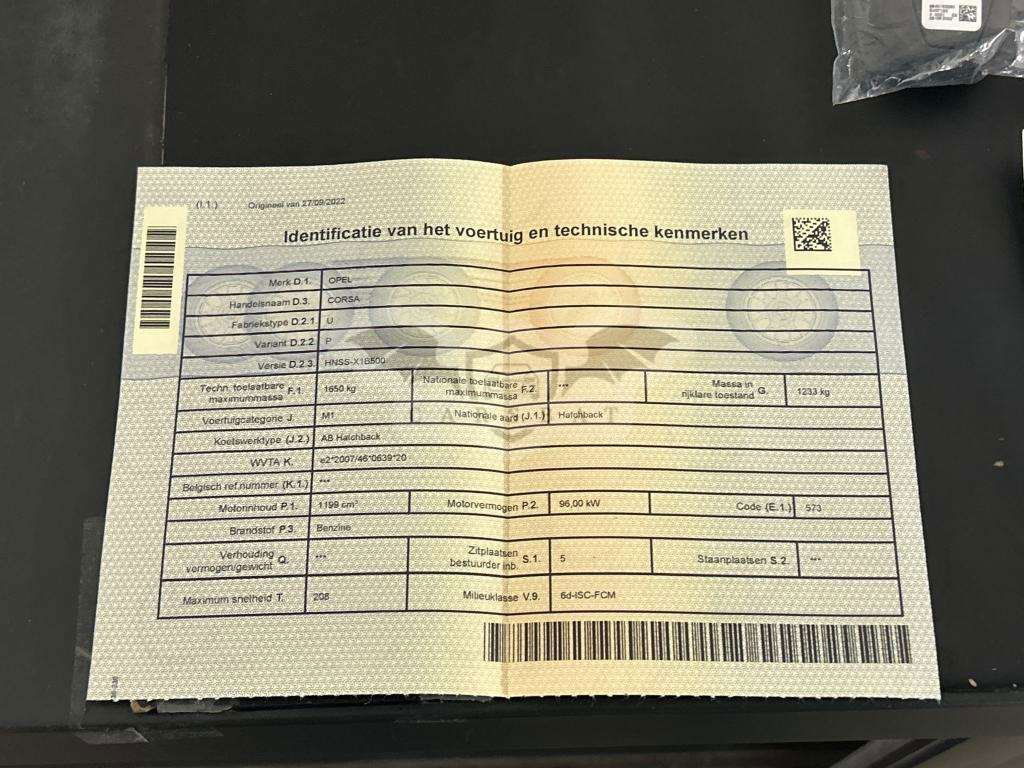 (I.1.) Origineel van 27/09/2022
Identificatie van het voertuig en technische kenmerken
Merk D.1. OPEL
Handelsnaam D.3. CORSA
Fabriekstype D.2.1. U
Variant D.2.2. P
Versie D.2.3. HNSS-X1B500
Techn. toelaatbare maximummassa F.1. 1650 kg Nationale toelaatbare maximummassa F.2. *** Massa in rijklare toestand G. 1233 kg
Voertuigcategorie J. M1 Nationale aard (J.1.) Hatchback
Koetswerktype (J.2.) AB Hatchback
WVTA K. e2*2007/46*0639*20
Belgisch ref.nummer (K.1.) ***
Motorinhoud P.1. 1199 cm³ Motorvermogen P.2. 96,00 kW Code (E.1.) 573
Brandstof P.3. Benzine
Verhouding vermogen/gewicht Q. *** Zitplaatsen bestuurder inb. S.1. 5 Staanplaatsen S.2. ***
Maximum snelheid T. 208 Milieuklasse V.9. 6d-ISC-FCM